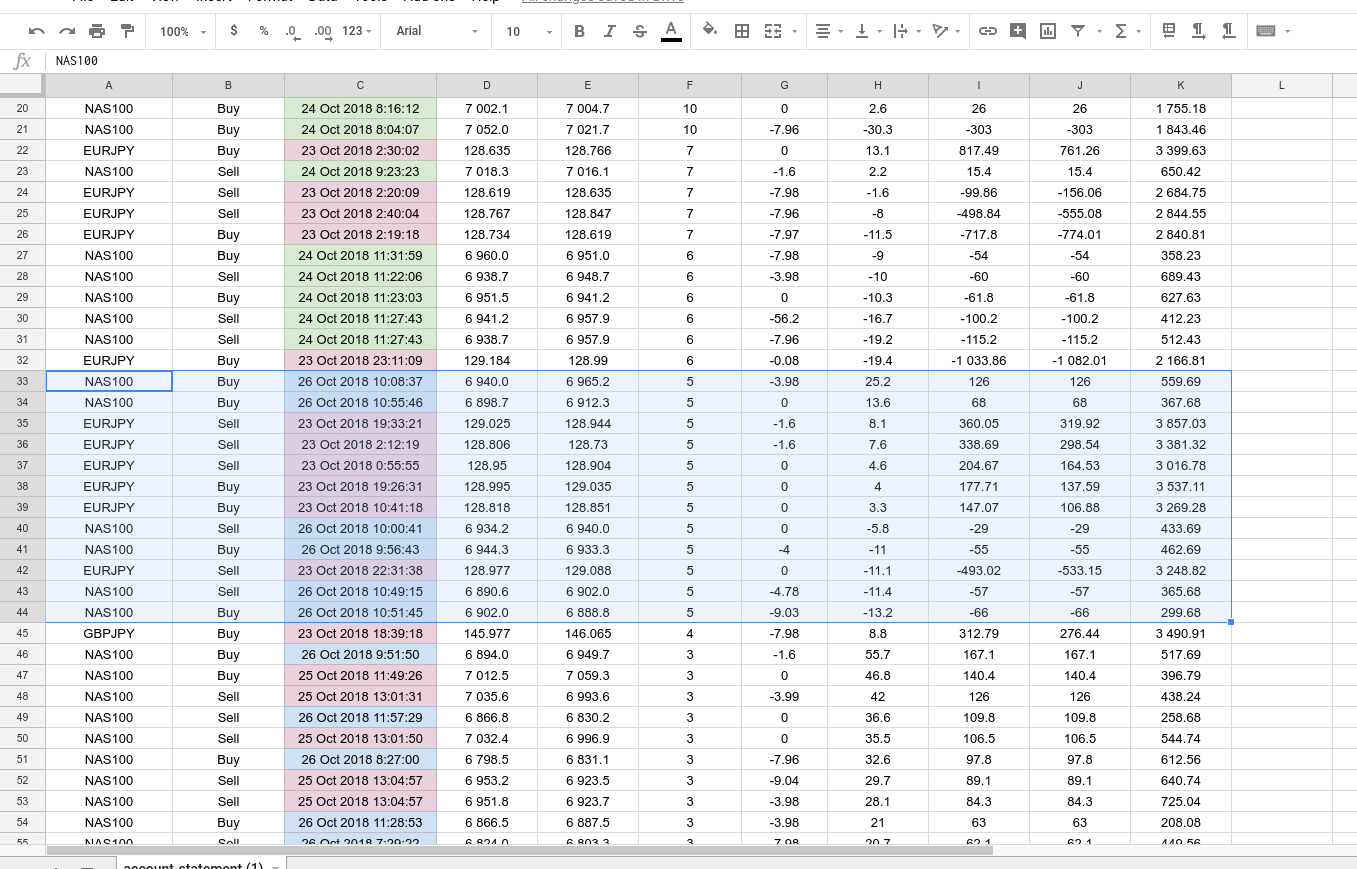 100% $ % .0 .00 123 Arial 10 B I S A
fx NAS100
A B C D E F G H I J K L
20 NAS100 Buy 24 Oct 2018 8:16:12 7 002.1 7 004.7 10 0 2.6 26 26 1 755.18
21 NAS100 Buy 24 Oct 2018 8:04:07 7 052.0 7 021.7 10 -7.96 -30.3 -303 -303 1 843.46
22 EURJPY Buy 23 Oct 2018 2:30:02 128.635 128.766 7 0 13.1 817.49 761.26 3 399.63
23 NAS100 Sell 24 Oct 2018 9:23:23 7 018.3 7 016.1 7 -1.6 2.2 15.4 15.4 650.42
24 EURJPY Sell 23 Oct 2018 2:20:09 128.619 128.635 7 -7.98 -1.6 -99.86 -156.06 2 684.75
25 EURJPY Sell 23 Oct 2018 2:40:04 128.767 128.847 7 -7.96 -8 -498.84 -555.08 2 844.55
26 EURJPY Buy 23 Oct 2018 2:19:18 128.734 128.619 7 -7.97 -11.5 -717.8 -774.01 2 840.81
27 NAS100 Buy 24 Oct 2018 11:31:59 6 960.0 6 951.0 6 -7.98 -9 -54 -54 358.23
28 NAS100 Sell 24 Oct 2018 11:22:06 6 938.7 6 948.7 6 -3.98 -10 -60 -60 689.43
29 NAS100 Buy 24 Oct 2018 11:23:03 6 951.5 6 941.2 6 0 -10.3 -61.8 -61.8 627.63
30 NAS100 Sell 24 Oct 2018 11:27:43 6 941.2 6 957.9 6 -56.2 -16.7 -100.2 -100.2 412.23
31 NAS100 Sell 24 Oct 2018 11:27:43 6 938.7 6 957.9 6 -7.96 -19.2 -115.2 -115.2 512.43
32 EURJPY Buy 23 Oct 2018 23:11:09 129.184 128.99 6 -0.08 -19.4 -1 033.86 -1 082.01 2 166.81
33 NAS100 Buy 26 Oct 2018 10:08:37 6 940.0 6 965.2 5 -3.98 25.2 126 126 559.69
34 NAS100 Buy 26 Oct 2018 10:55:46 6 898.7 6 912.3 5 0 13.6 68 68 367.68
35 EURJPY Sell 23 Oct 2018 19:33:21 129.025 128.944 5 -1.6 8.1 360.05 319.92 3 857.03
36 EURJPY Sell 23 Oct 2018 2:12:19 128.806 128.73 5 -1.6 7.6 338.69 298.54 3 381.32
37 EURJPY Sell 23 Oct 2018 0:55:55 128.95 128.904 5 0 4.6 204.67 164.53 3 016.78
38 EURJPY Buy 23 Oct 2018 19:26:31 128.995 129.035 5 0 4 177.71 137.59 3 537.11
39 EURJPY Buy 23 Oct 2018 10:41:18 128.818 128.851 5 0 3.3 147.07 106.88 3 269.28
40 NAS100 Sell 26 Oct 2018 10:00:41 6 934.2 6 940.0 5 0 -5.8 -29 -29 433.69
41 NAS100 Buy 26 Oct 2018 9:56:43 6 944.3 6 933.3 5 -4 -11 -55 -55 462.69
42 EURJPY Sell 23 Oct 2018 22:31:38 128.977 129.088 5 0 -11.1 -493.02 -533.15 3 248.82
43 NAS100 Sell 26 Oct 2018 10:49:15 6 890.6 6 902.0 5 -4.78 -11.4 -57 -57 365.68
44 NAS100 Buy 26 Oct 2018 10:51:45 6 902.0 6 888.8 5 -9.03 -13.2 -66 -66 299.68
45 GBPJPY Buy 23 Oct 2018 18:39:18 145.977 146.065 4 -7.98 8.8 312.79 276.44 3 490.91
46 NAS100 Buy 26 Oct 2018 9:51:50 6 894.0 6 949.7 3 -1.6 55.7 167.1 167.1 517.69
47 NAS100 Buy 25 Oct 2018 11:49:26 7 012.5 7 059.3 3 0 46.8 140.4 140.4 396.79
48 NAS100 Sell 25 Oct 2018 13:01:31 7 035.6 6 993.6 3 -3.99 42 126 126 438.24
49 NAS100 Sell 26 Oct 2018 11:57:29 6 866.8 6 830.2 3 0 36.6 109.8 109.8 258.68
50 NAS100 Sell 25 Oct 2018 13:01:50 7 032.4 6 996.9 3 0 35.5 106.5 106.5 544.74
51 NAS100 Buy 26 Oct 2018 8:27:00 6 798.5 6 831.1 3 -7.96 32.6 97.8 97.8 612.56
52 NAS100 Sell 25 Oct 2018 13:04:57 6 953.2 6 923.5 3 -9.04 29.7 89.1 89.1 640.74
53 NAS100 Sell 25 Oct 2018 13:04:57 6 951.8 6 923.7 3 -3.98 28.1 84.3 84.3 725.04
54 NAS100 Buy 26 Oct 2018 11:28:53 6 866.5 6 887.5 3 -3.98 21 63 63 208.08
55 NAS100 Sell 26 Oct 2018 7:29:22 6 824.0 6 803.3 3 -7.98 20.7 62.1 62.1 449.56
account-statement (1)